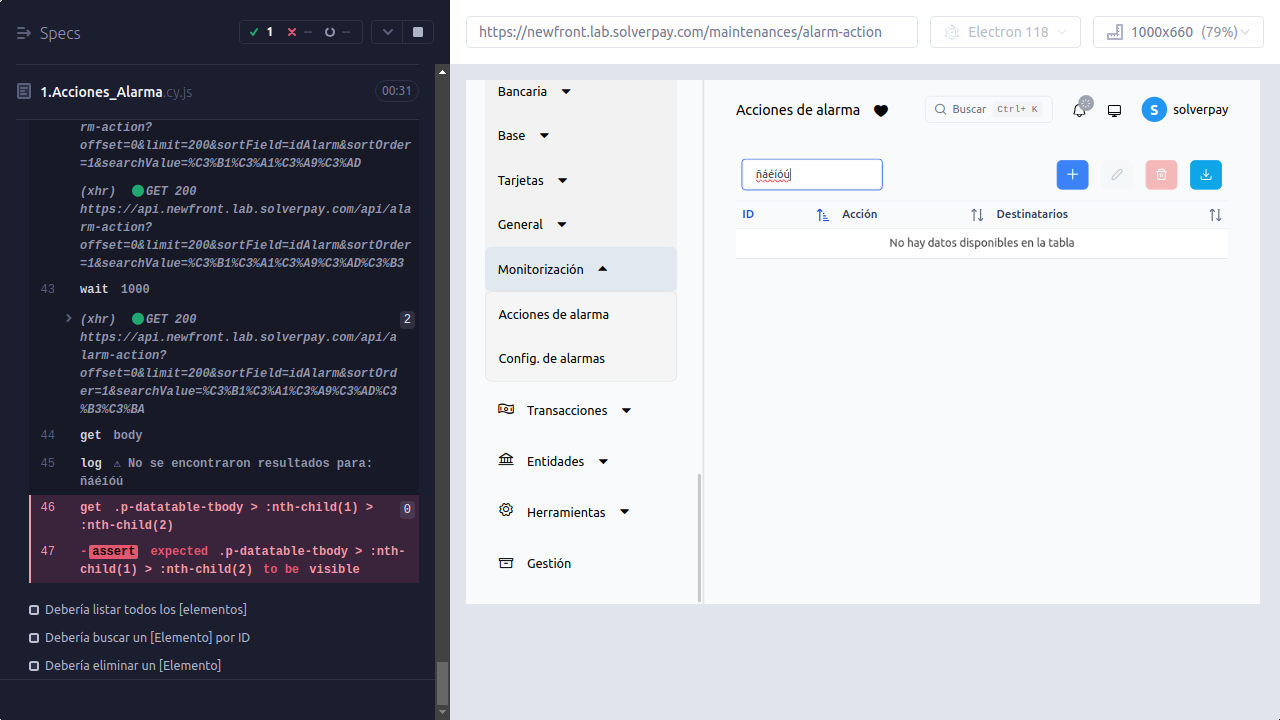 Specs
1
--
--
1.Acciones_Alarma.cy.js
00:31
rm-action?
offset=0&limit=200&sortField=idAlarm&sortOrder
=1&searchValue=%C3%B1%C3%A1%C3%A9%C3%AD
(xhr) GET 200
https://api.newfront.lab.solverpay.com/api/ala
rm-action?
offset=0&limit=200&sortField=idAlarm&sortOrder
=1&searchValue=%C3%B1%C3%A1%C3%A9%C3%AD%C3%B3
43 wait 1000
(xhr) GET 200 2
https://api.newfront.lab.solverpay.com/api/a
larm-action?
offset=0&limit=200&sortField=idAlarm&sortOrd
er=1&searchValue=%C3%B1%C3%A1%C3%A9%C3%AD%C3
%B3%C3%BA
44 get body
45 log ⚠ No se encontraron resultados para:
ñáéíóú
46 get .p-datatable-tbody > :nth-child(1) > 0
:nth-child(2)
47 -assert expected .p-datatable-tbody > :nth-
child(1) > :nth-child(2) to be visible
Debería listar todos los [elementos]
Debería buscar un [Elemento] por ID
Debería eliminar un [Elemento]
https://newfront.lab.solverpay.com/maintenances/alarm-action
Electron 118
1000x660 (79%)
Bancaria
Base
Tarjetas
General
Monitorización
Acciones de alarma
Config. de alarmas
Transacciones
Entidades
Herramientas
Gestión
Acciones de alarma
Buscar Ctrl+ K
S solverpay
ñáéíóú
ID Acción Destinatarios
No hay datos disponibles en la tabla